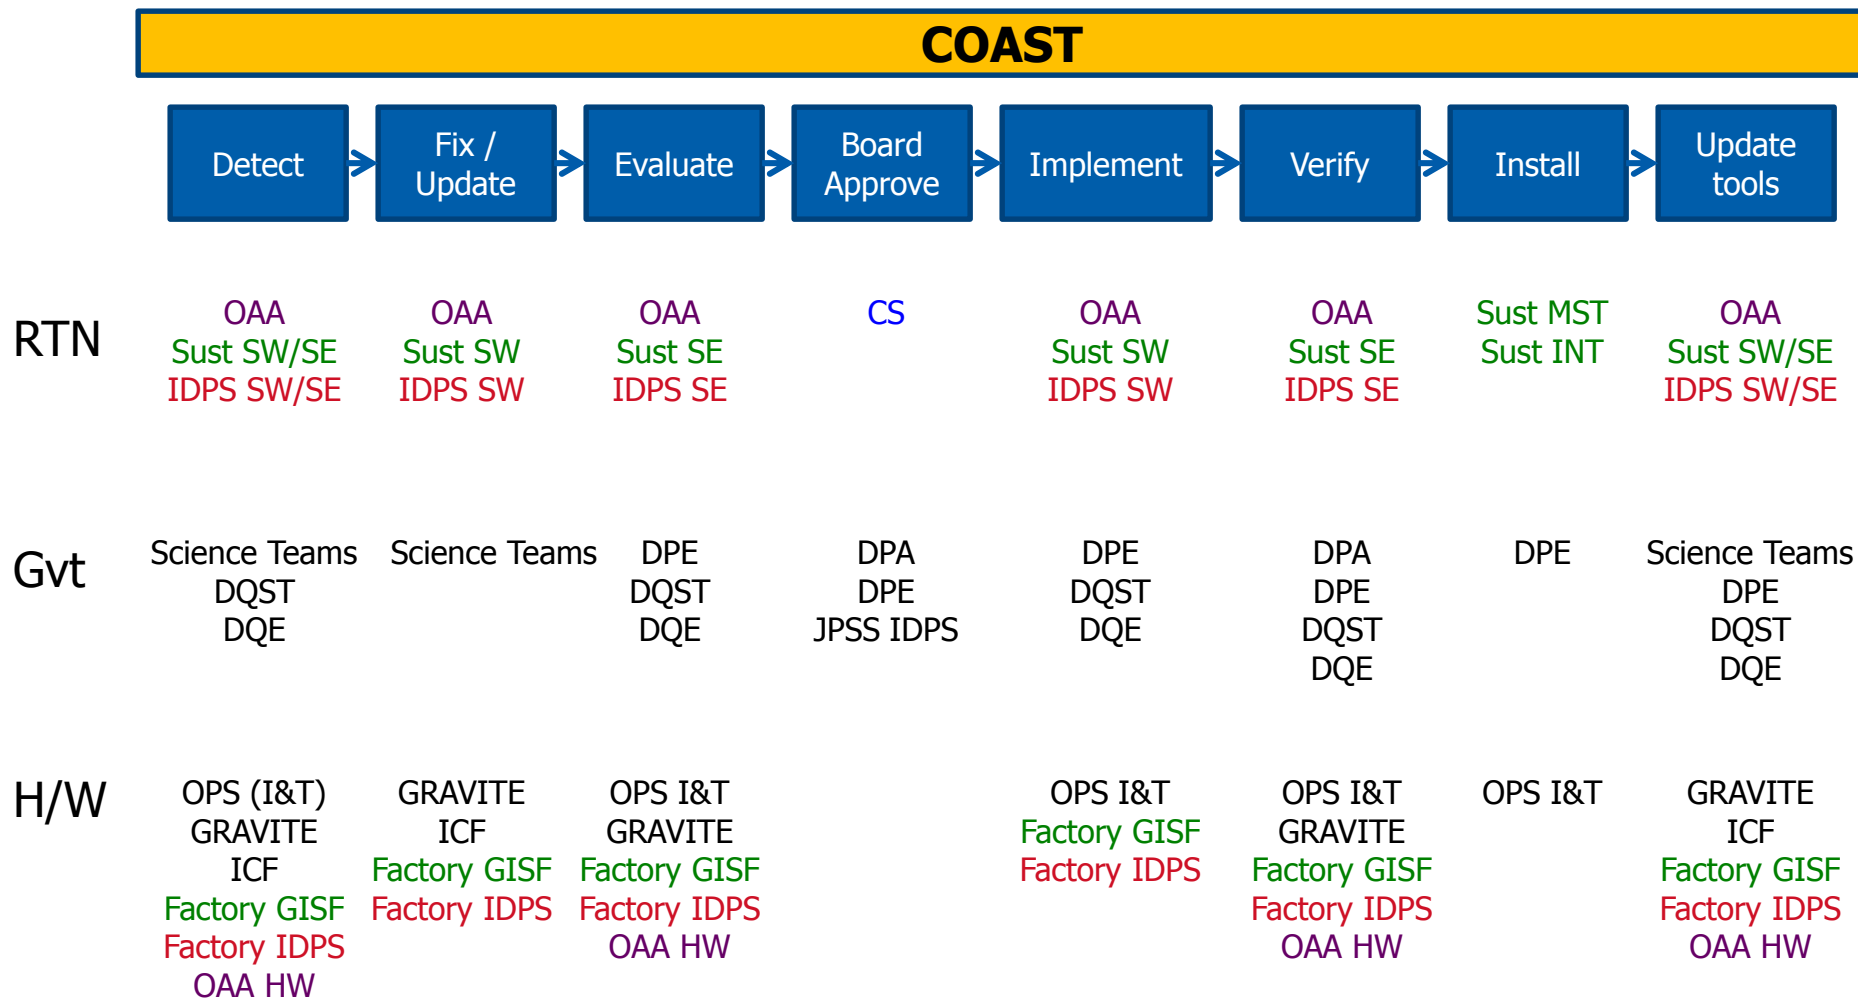 COAST
Detect
Fix /
Update
Evaluate
Board
Approve
Implement
Verify
Install
Update
tools
RTN
OAA
Sust SW/SE
IDPS SW/SE
OAA
Sust SW
IDPS SW
OAA
Sust SE
IDPS SE
CS
OAA
Sust SW
IDPS SW
OAA
Sust SE
IDPS SE
Sust MST
Sust INT
OAA
Sust SW/SE
IDPS SW/SE
Gvt
Science Teams
DQST
DQE
Science Teams
DPE
DQST
DQE
DPA
DPE
JPSS IDPS
DPE
DQST
DQE
DPA
DPE
DQST
DQE
DPE
Science Teams
DPE
DQST
DQE
H/W
OPS (I&T)
GRAVITE
ICF
Factory GISF
Factory IDPS
OAA HW
GRAVITE
ICF
Factory GISF
Factory IDPS
OPS I&T
GRAVITE
Factory GISF
Factory IDPS
OAA HW
OPS I&T
Factory GISF
Factory IDPS
OPS I&T
GRAVITE
Factory GISF
Factory IDPS
OAA HW
OPS I&T
GRAVITE
ICF
Factory GISF
Factory IDPS
OAA HW